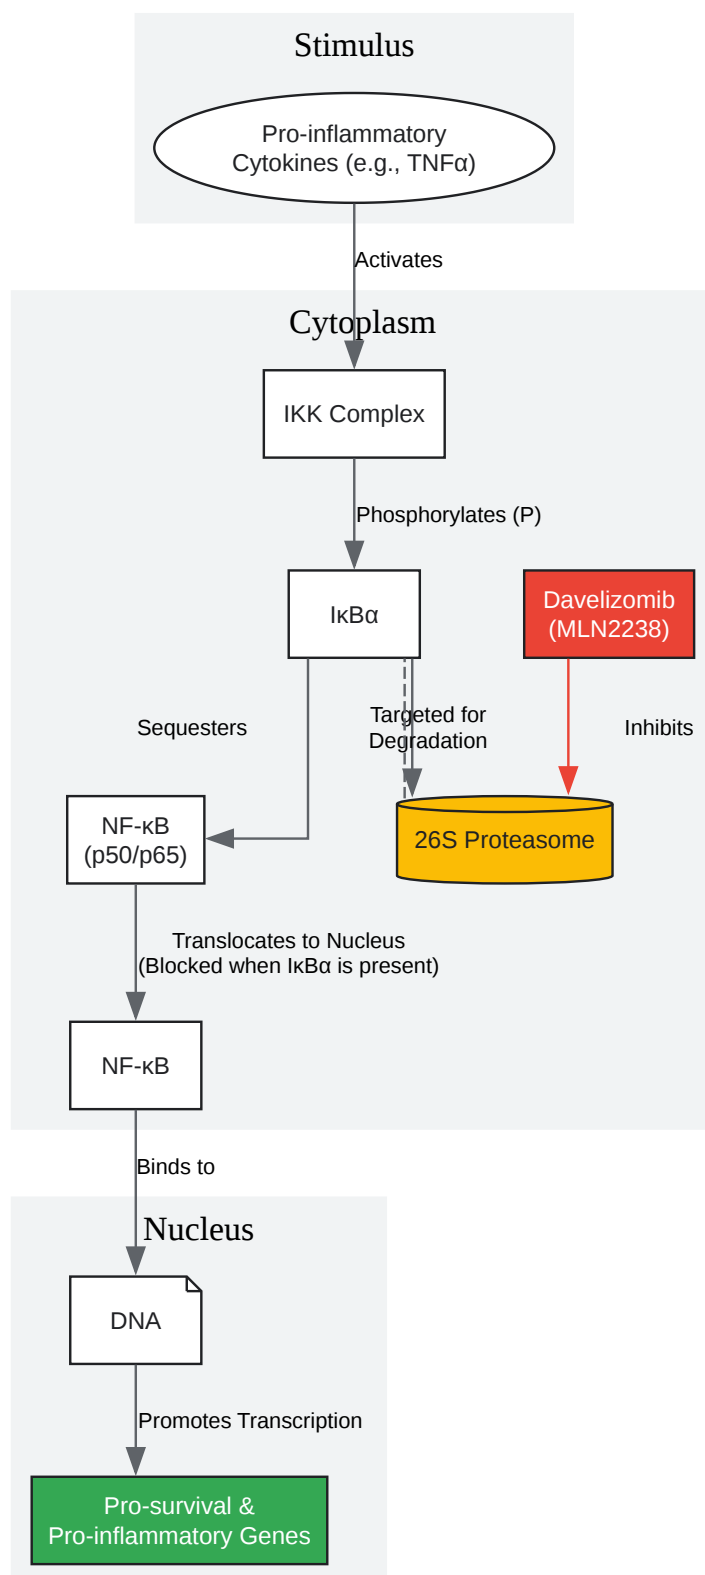 Stimulus
Pro-inflammatory
Cytokines (e.g., TNFα)
Activates
Cytoplasm
IKK Complex
Phosphorylates (P)
IκBα
Davelizomib
(MLN2238)
Sequesters
Targeted for
Degradation
Inhibits
NF-κB
(p50/p65)
26S Proteasome
Translocates to Nucleus
(Blocked when IκBα is present)
NF-κB
Binds to
Nucleus
DNA
Promotes Transcription
Pro-survival &
Pro-inflammatory Genes